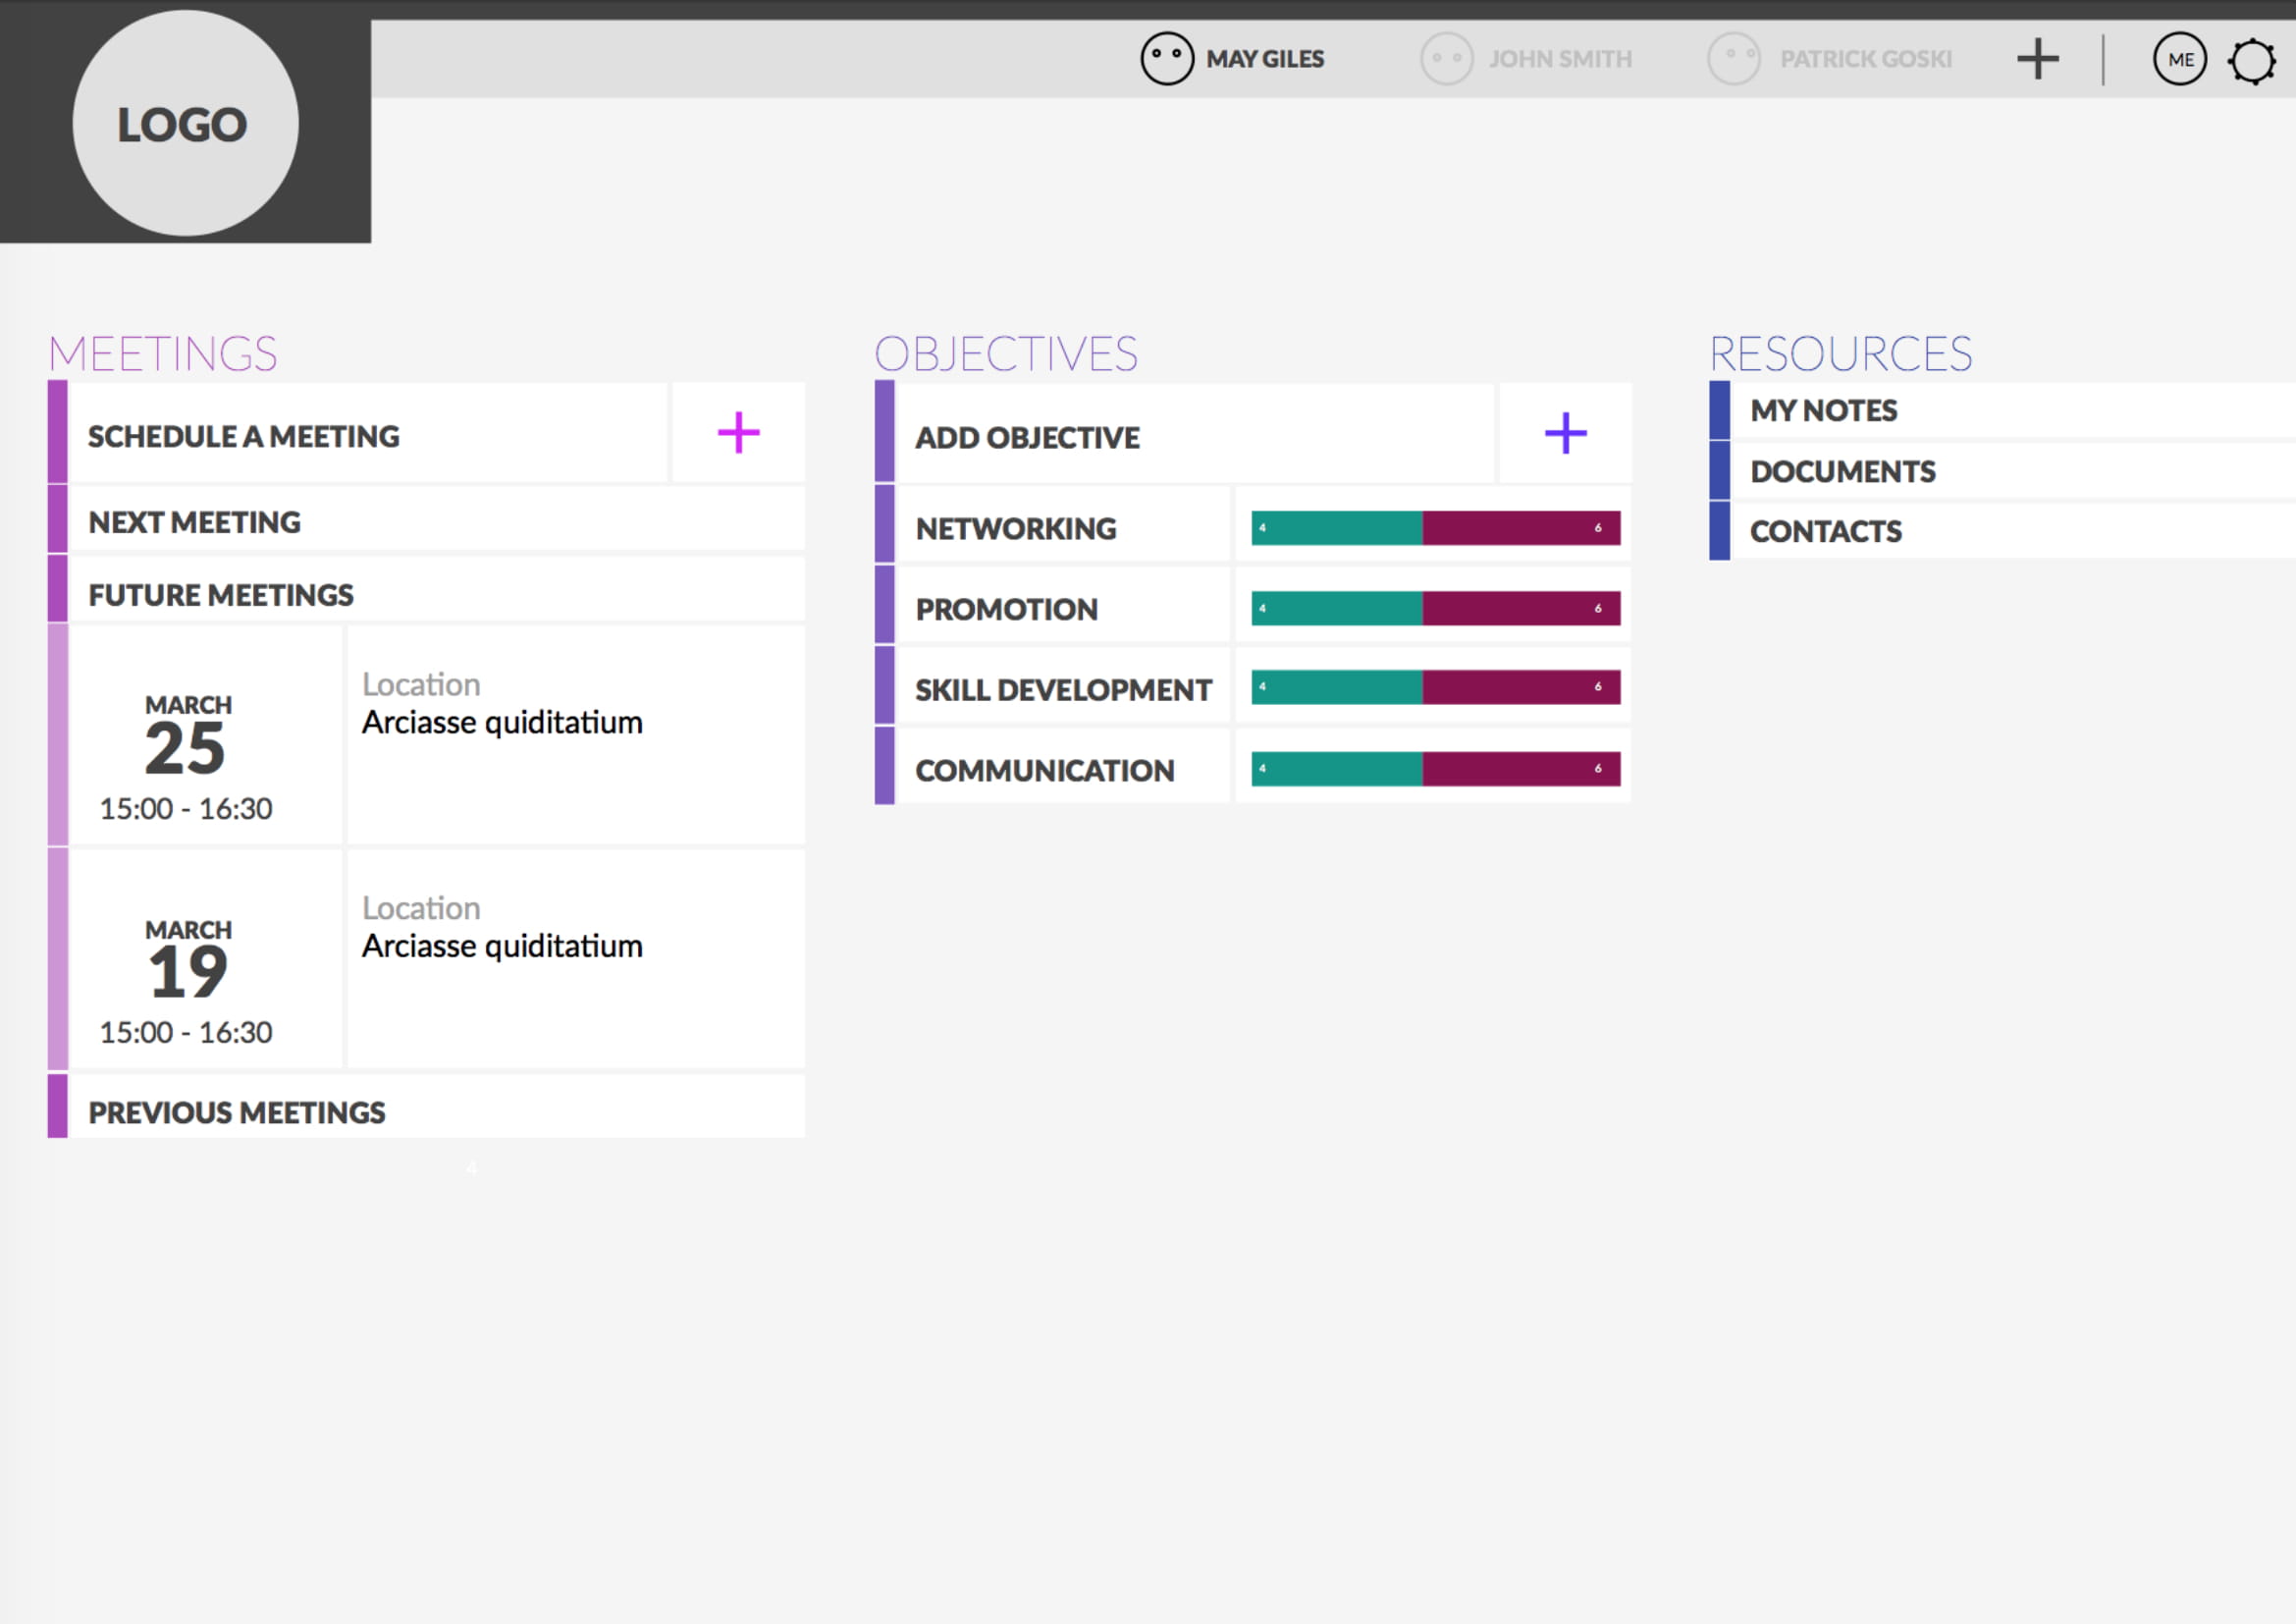 LOGO
MAY GILES
JOHN SMITH
PATRICK GOSKI
ME
MEETINGS
SCHEDULE A MEETING
NEXT MEETING
FUTURE MEETINGS
MARCH
25
15:00 - 16:30
Location
Arciasse quiditatium
MARCH
19
15:00 - 16:30
Location
Arciasse quiditatium
PREVIOUS MEETINGS
4
OBJECTIVES
ADD OBJECTIVE
NETWORKING
4 6
PROMOTION
4 6
SKILL DEVELOPMENT
4 6
COMMUNICATION
4 6
RESOURCES
MY NOTES
DOCUMENTS
CONTACTS